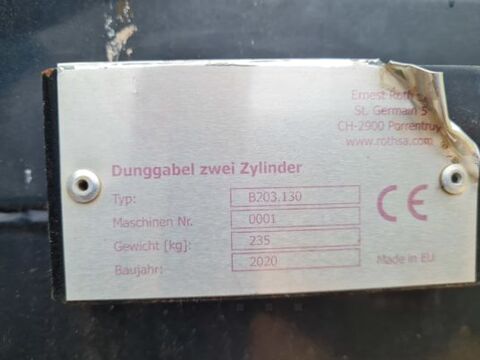 Ernest Roth
St. Germain 5
CH-2900 Porrentruy
www.rothsa.com
Dunggabel zwei Zylinder
Typ: B203.130
Maschinen Nr. 0001
Gewicht [kg]: 235
Baujahr: 2020
CE
Made in EU